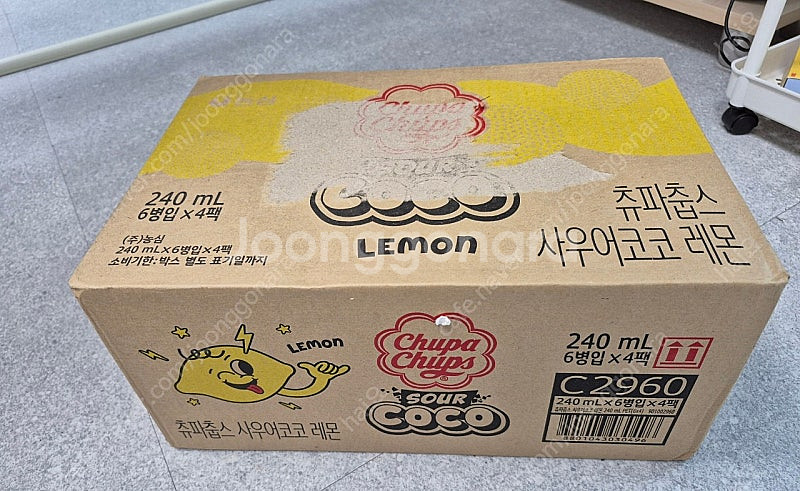 Chupa
Chups
COCO
LEMON
240 mL
6병입×4팩
(주)농심
240 mL×6병입×4팩
소비기한:박스 별도 표기일까지
츄파춥스
사우어코코 레몬
Joonggonara
LEMON
Chupa
Chups
SOUR
COCO
츄파춥스 사우어코코 레몬
240 mL
6병입×4팩
C2960
240 mL×6병입×4팩
8801043030496